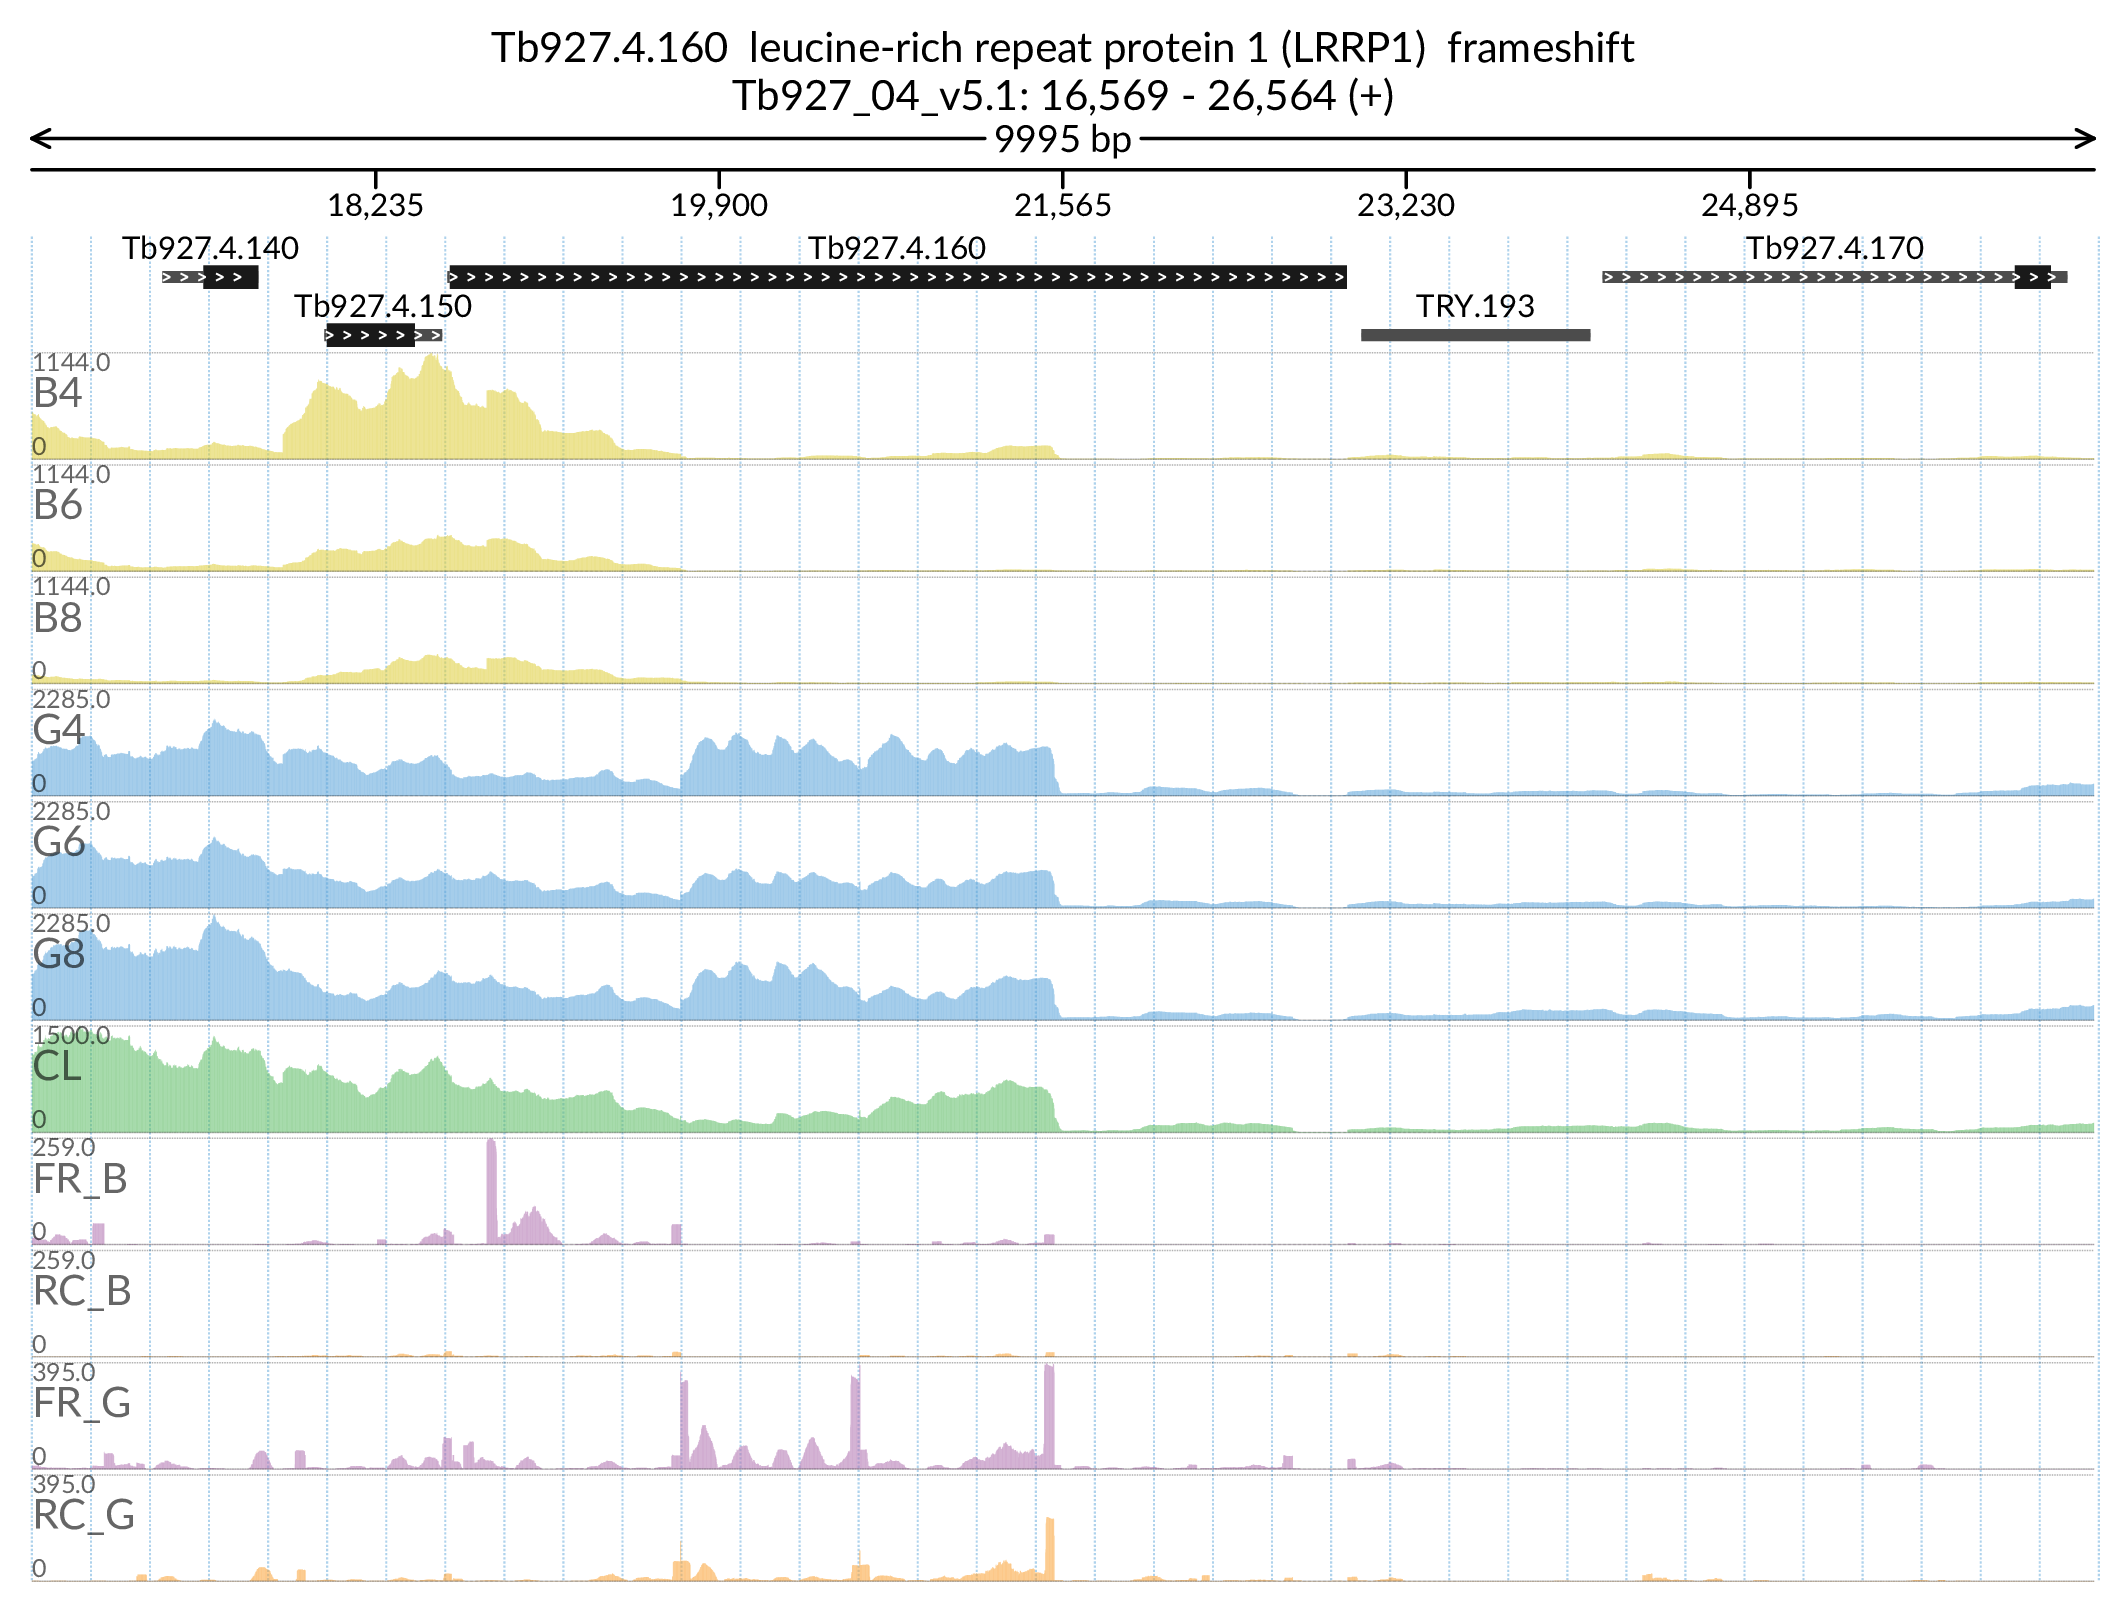 Tb927.4.160 leucine-rich repeat protein 1 (LRRP1) frameshift
Tb927_04_v5.1: 16,569 - 26,564 (+)
9995 bp
18,235 19,900 21,565 23,230 24,895
Tb927.4.140 Tb927.4.160 Tb927.4.170
Tb927.4.150 TRY.193
1144.0
B4
0
1144.0
B6
0
1144.0
B8
0
2285.0
G4
0
2285.0
G6
0
2285.0
G8
0
1500.0
CL
0
259.0
FR_B
0
259.0
RC_B
0
395.0
FR_G
0
395.0
RC_G
0